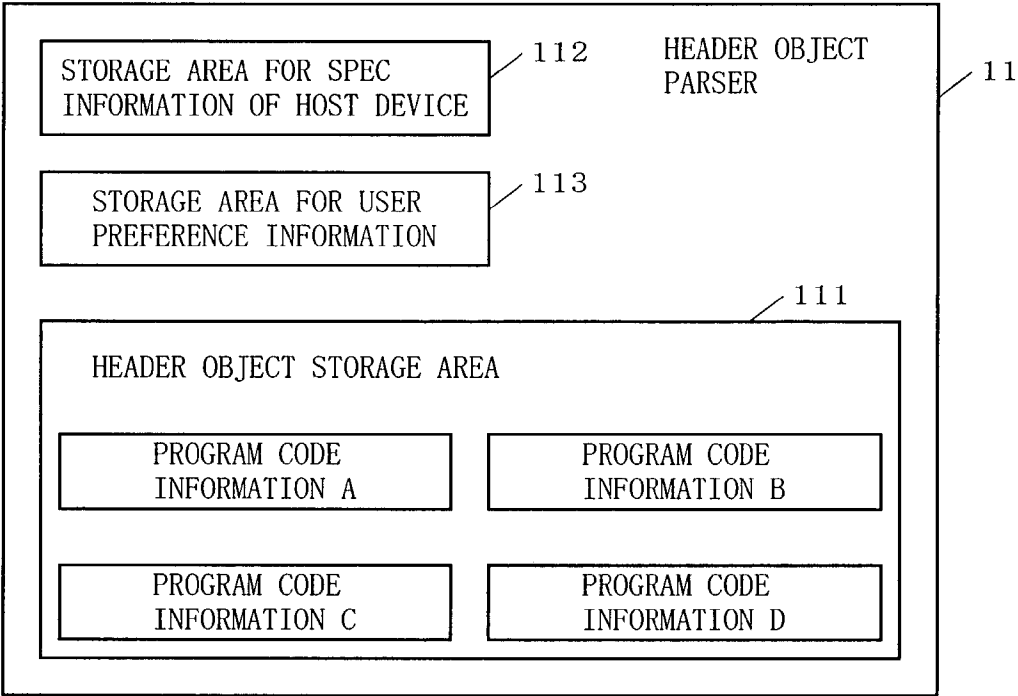 HEADER OBJECT
PARSER
11
112
STORAGE AREA FOR SPEC
INFORMATION OF HOST DEVICE
113
STORAGE AREA FOR USER
PREFERENCE INFORMATION
111
HEADER OBJECT STORAGE AREA
PROGRAM CODE
INFORMATION A
PROGRAM CODE
INFORMATION B
PROGRAM CODE
INFORMATION C
PROGRAM CODE
INFORMATION D